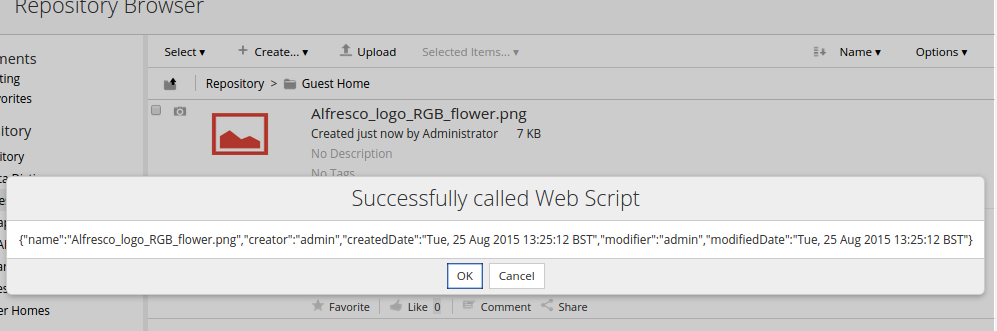 Repository Browser
Select ▾ + Create... ▾ Upload Selected Items... ▾ Name ▾ Options ▾
Repository > Guest Home
Alfresco_logo_RGB_flower.png
Created just now by Administrator 7 KB
No Description
No Tags
Successfully called Web Script
{"name":"Alfresco_logo_RGB_flower.png","creator":"admin","createdDate":"Tue, 25 Aug 2015 13:25:12 BST","modifier":"admin","modifiedDate":"Tue, 25 Aug 2015 13:25:12 BST"}
OK Cancel
Favorite Like 0 Comment Share
ments
ting
orites
itory
itory
er Homes